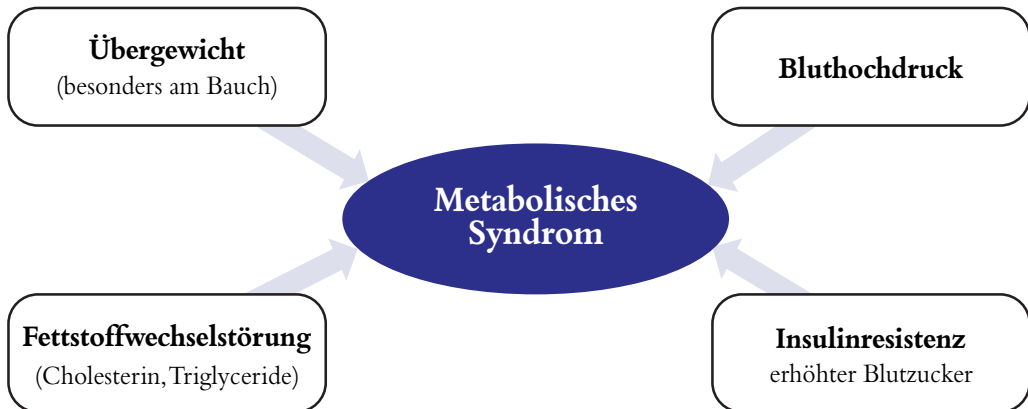 Übergewicht
(besonders am Bauch)
Bluthochdruck
Metabolisches
Syndrom
Fettstoffwechselstörung
(Cholesterin, Triglyceride)
Insulinresistenz
erhöhter Blutzucker